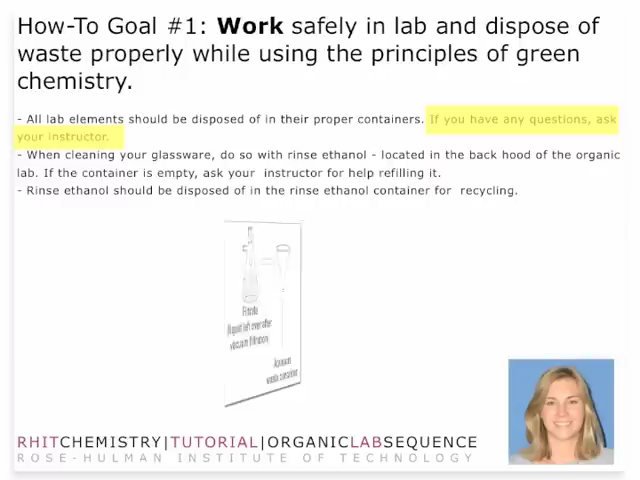 How-To Goal #1: Work safely in lab and dispose of
waste properly while using the principles of green
chemistry.
- All lab elements should be disposed of in their proper containers. If you have any questions, ask
your instructor.
- When cleaning your glassware, do so with rinse ethanol - located in the back hood of the organic
lab. If the container is empty, ask your instructor for help refilling it.
- Rinse ethanol should be disposed of in the rinse ethanol container for recycling.
Filtrate
(liquid left over after
vacuum filtration)
Aqueous
waste container
RHITCHEMISTRY|TUTORIAL|ORGANICLABSEQUENCE
ROSE-HULMAN INSTITUTE OF TECHNOLOGY